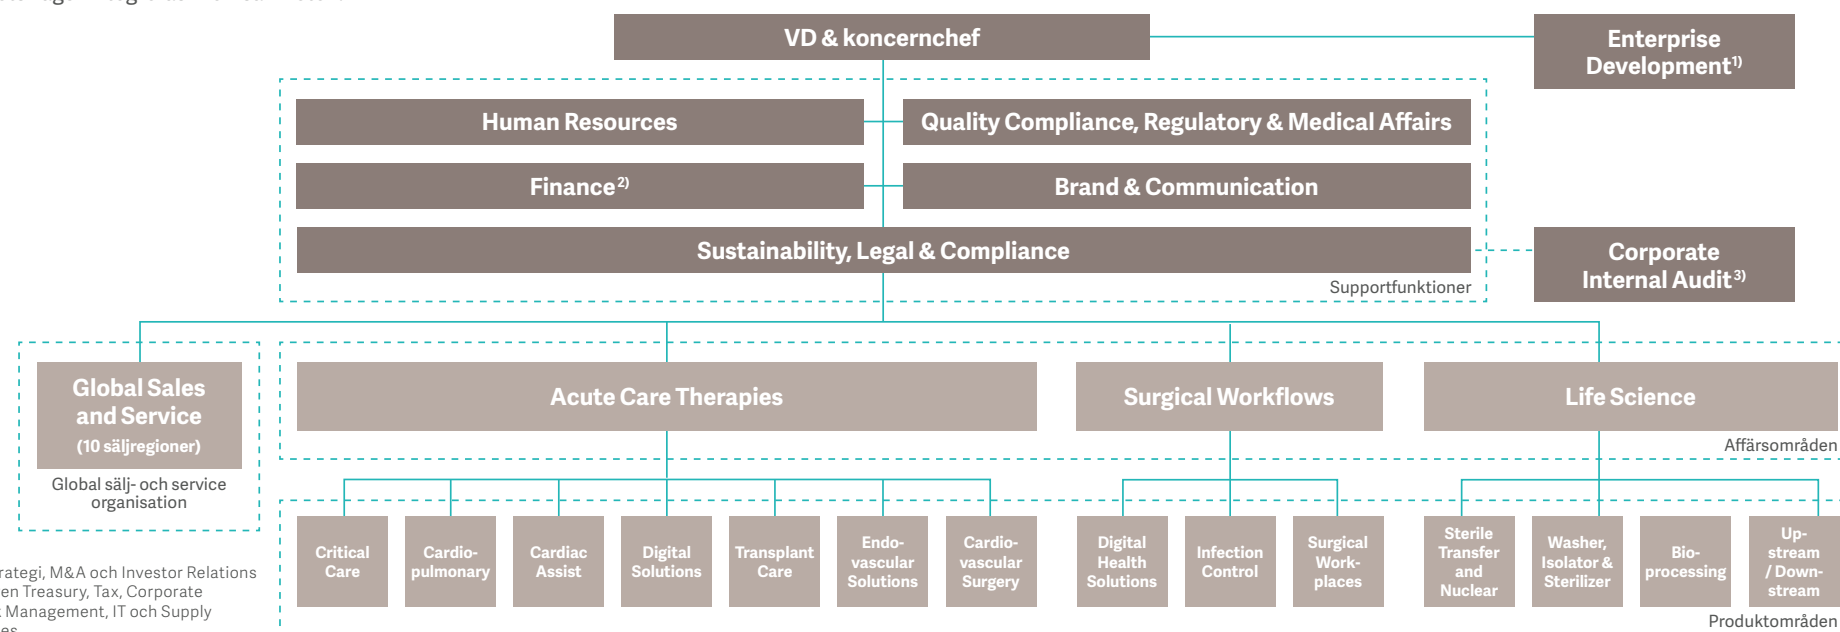 VD & koncernchef
Enterprise
Development¹⁾
Human Resources
Quality Compliance, Regulatory & Medical Affairs
Finance²⁾
Brand & Communication
Sustainability, Legal & Compliance
Corporate
Internal Audit³⁾
Supportfunktioner
Global Sales
and Service
(10 säljregioner)
Global sälj- och service
organisation
Acute Care Therapies
Surgical Workflows
Life Science
Affärsområden
Critical
Care
Cardio-
pulmonary
Cardiac
Assist
Digital
Solutions
Transplant
Care
Endo-
vascular
Solutions
Cardio-
vascular
Surgery
Digital
Health
Solutions
Infection
Control
Surgical
Work-
places
Sterile
Transfer
and
Nuclear
Washer,
Isolator &
Sterilizer
Bio-
processing
Up-
stream
/ Down-
stream
Produktområden
M&A och Investor Relations
Treasury, Tax, Corporate
Management, IT och Supply